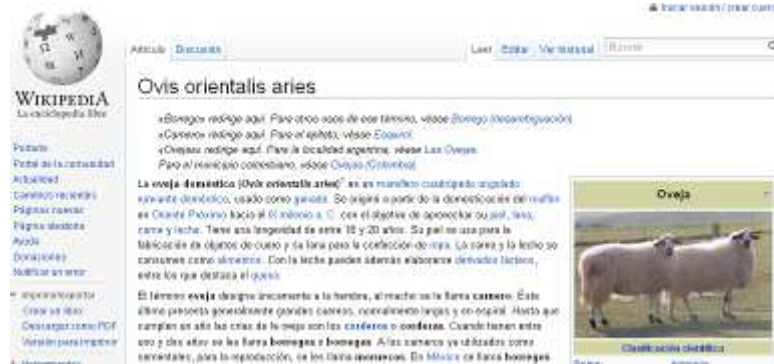 Iniciar sesión / crear cuenta
Artículo Discusión Leer Editar Ver historial Buscar
WIKIPEDIA
La enciclopedia libre
Ovis orientalis aries
«Borrego» redirige aquí. Para otros usos de este término, véase Borrego (desambiguación).
«Carnero» redirige aquí. Para el epíteto, véase Esquirol.
«Ovejas» redirige aquí. Para la localidad argentina, véase Las Ovejas.
Para el municipio colombiano, véase Ovejas (Colombia).
Portada
Portal de la comunidad
Actualidad
Cambios recientes
Páginas nuevas
Página aleatoria
Ayuda
Donaciones
Notificar un error
Imprimir/exportar
Crear un libro
Descargar como PDF
Versión para imprimir
Herramientas
La oveja doméstica (Ovis orientalis aries) es un mamífero cuadrúpedo ungulado
rumiante doméstico, usado como ganado. Se originó a partir de la domesticación del muflón
en Oriente Próximo hacia el IX milenio a. C. con el objetivo de aprovechar su piel, lana,
carne y leche. Tiene una longevidad de entre 18 y 20 años. Su piel se usa para la
fabricación de objetos de cuero y su lana para la confección de ropa. La carne y la leche se
consumen como alimentos. Con la leche pueden además elaborarse derivados lácteos,
entre los que destaca el queso.
El término oveja designa únicamente a la hembra, al macho se le llama carnero. Este
último presenta generalmente grandes cuernos, normalmente largos y en espiral. Hasta que
cumplen un año las crías de la oveja son los corderos o corderas. Cuando tienen entre
uno y dos años se les llama borregos o borregas. A los carneros ya utilizados como
sementales, para la reproducción, se les llama moruecos. En México se llama borregos
Oveja
Clasificación científica